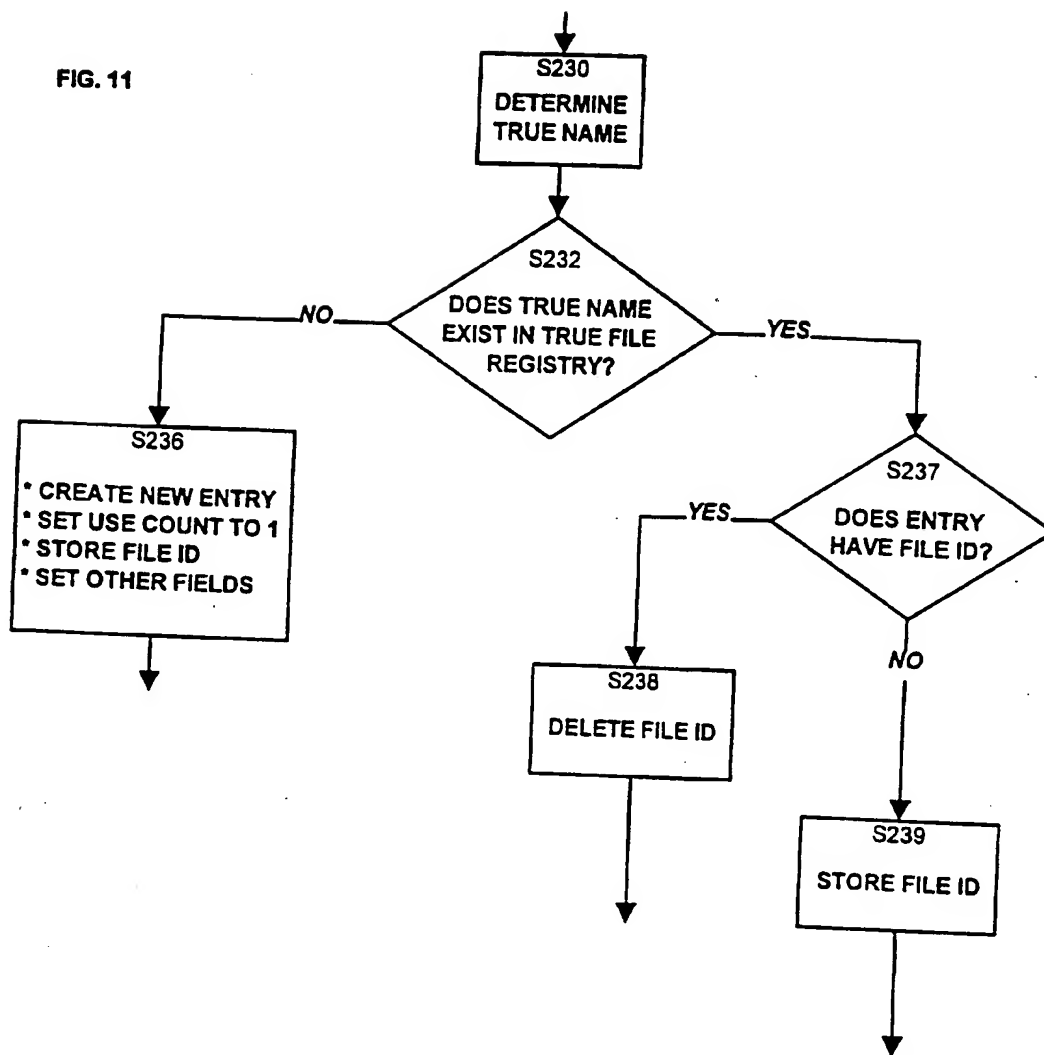 FIG. 11
S230
DETERMINE
TRUE NAME
S232
DOES TRUE NAME
EXIST IN TRUE FILE
REGISTRY?
NO
YES
S236
* CREATE NEW ENTRY
* SET USE COUNT TO 1
* STORE FILE ID
* SET OTHER FIELDS
S237
DOES ENTRY
HAVE FILE ID?
YES
NO
S238
DELETE FILE ID
S239
STORE FILE ID